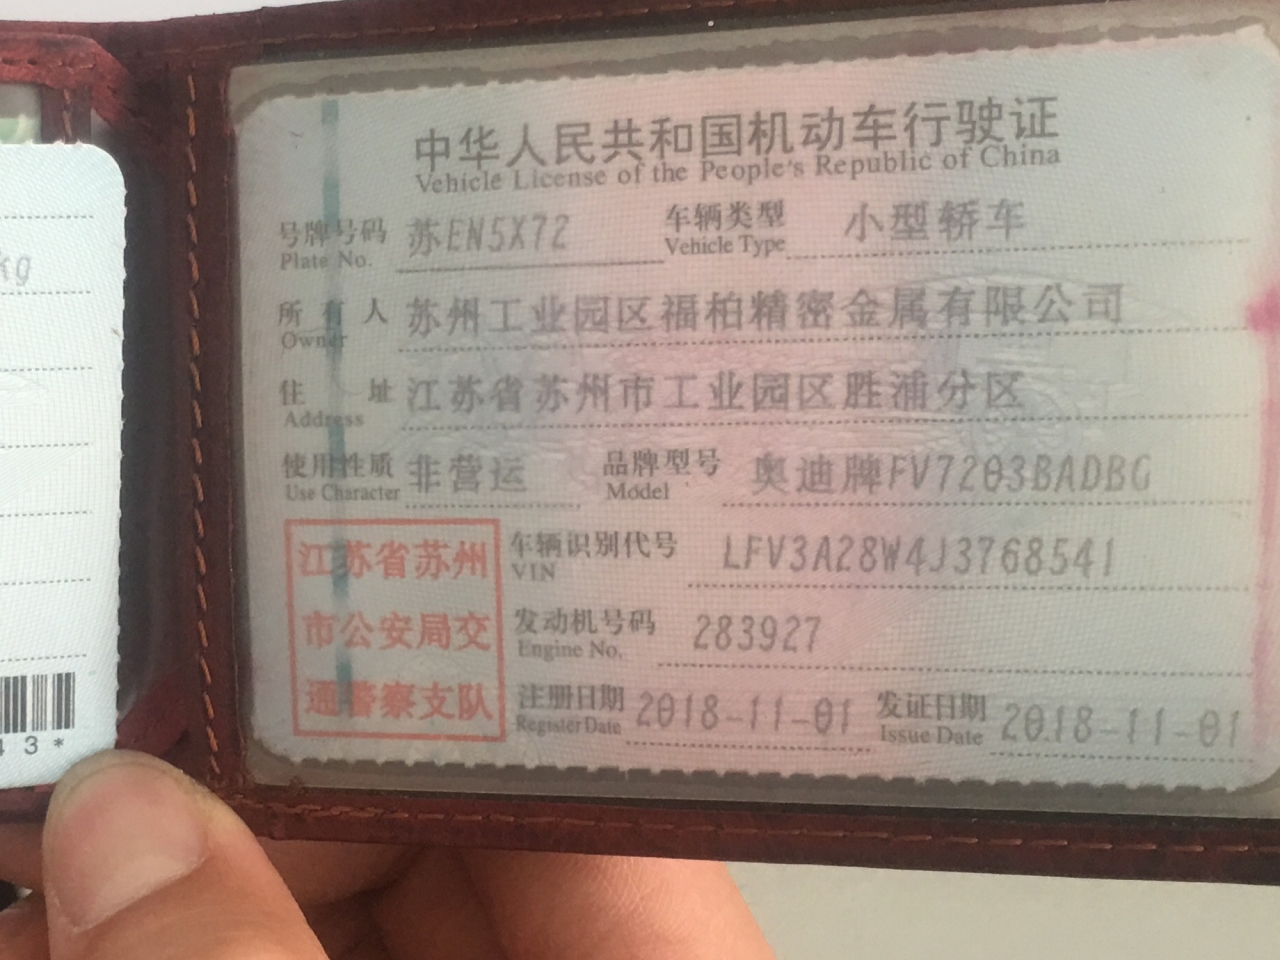 中华人民共和国机动车行驶证
Vehicle License of the People's Republic of China
号牌号码 苏EN5X72 车辆类型 小型轿车
Plate No. Vehicle Type
所有人 苏州工业园区福柏精密金属有限公司
Owner
住址 江苏省苏州市工业园区胜浦分区
Address
使用性质 非营运 品牌型号 奥迪牌FV7203BADBG
Use Character Model
江苏省苏州
市公安局交
通警察支队
车辆识别代号 LFV3A28W4J3768541
VIN
发动机号码 283927
Engine No.
注册日期 2018-11-01 发证日期 2018-11-01
Register Date Issue Date
kg
43*